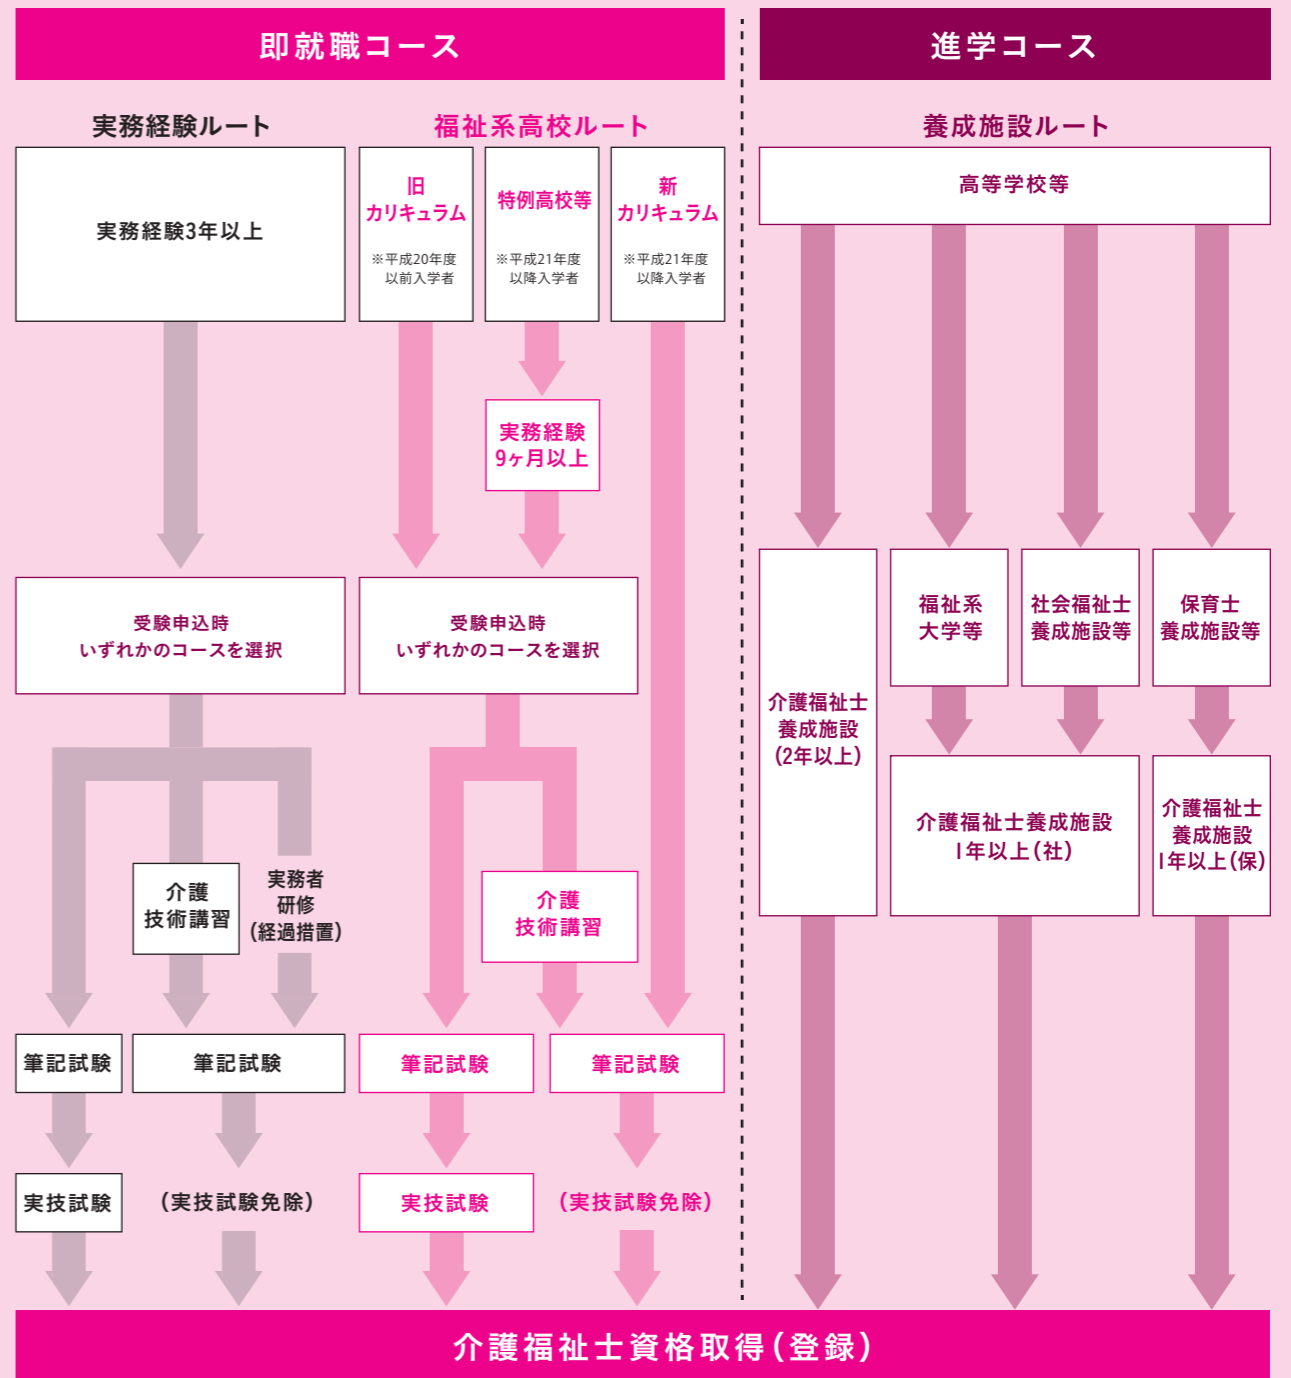 即就職コース
進学コース
実務経験ルート
福祉系高校ルート
養成施設ルート
実務経験3年以上
旧
カリキュラム
※平成20年度
以前入学者
特例高校等
※平成21年度
以降入学者
新
カリキュラム
※平成21年度
以降入学者
高等学校等
実務経験
9ヶ月以上
受験申込時
いずれかのコースを選択
受験申込時
いずれかのコースを選択
介護福祉士
養成施設
(2年以上)
福祉系
大学等
社会福祉士
養成施設等
保育士
養成施設等
介護福祉士養成施設
1年以上(社)
介護福祉士
養成施設
1年以上(保)
介護
技術講習
実務者
研修
(経過措置)
介護
技術講習
筆記試験
筆記試験
筆記試験
筆記試験
実技試験
(実技試験免除)
実技試験
(実技試験免除)
介護福祉士資格取得(登録)